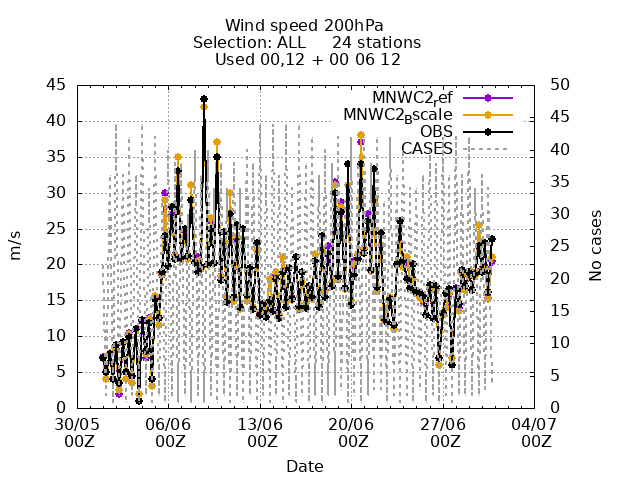 Wind speed 200hPa
Selection: ALL 24 stations
Used 00,12 + 00 06 12
45 50
MNWC2ref
40 45
MNWC2Bscale
OBS
35 40
CASES
30 35
25 30
m/s No cases
20 25
15 20
10 15
5 10
0 5
0
30/05 06/06 13/06 20/06 27/06 04/07
00Z 00Z 00Z 00Z 00Z 00Z
Date